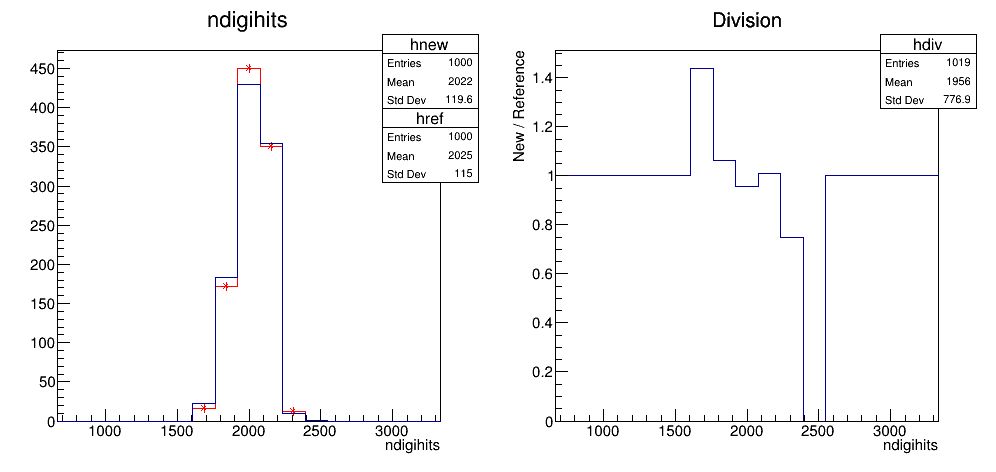 ndigihits
hnew
Entries 1000
Mean 2022
Std Dev 119.6
href
Entries 1000
Mean 2025
Std Dev 115
450
400
350
300
250
200
150
100
50
0
1000 1500 2000 2500 3000
ndigihits
Division
hdiv
Entries 1019
Mean 1956
Std Dev 776.9
New / Reference
1.4
1.2
1
0.8
0.6
0.4
0.2
0
1000 1500 2000 2500 3000
ndigihits